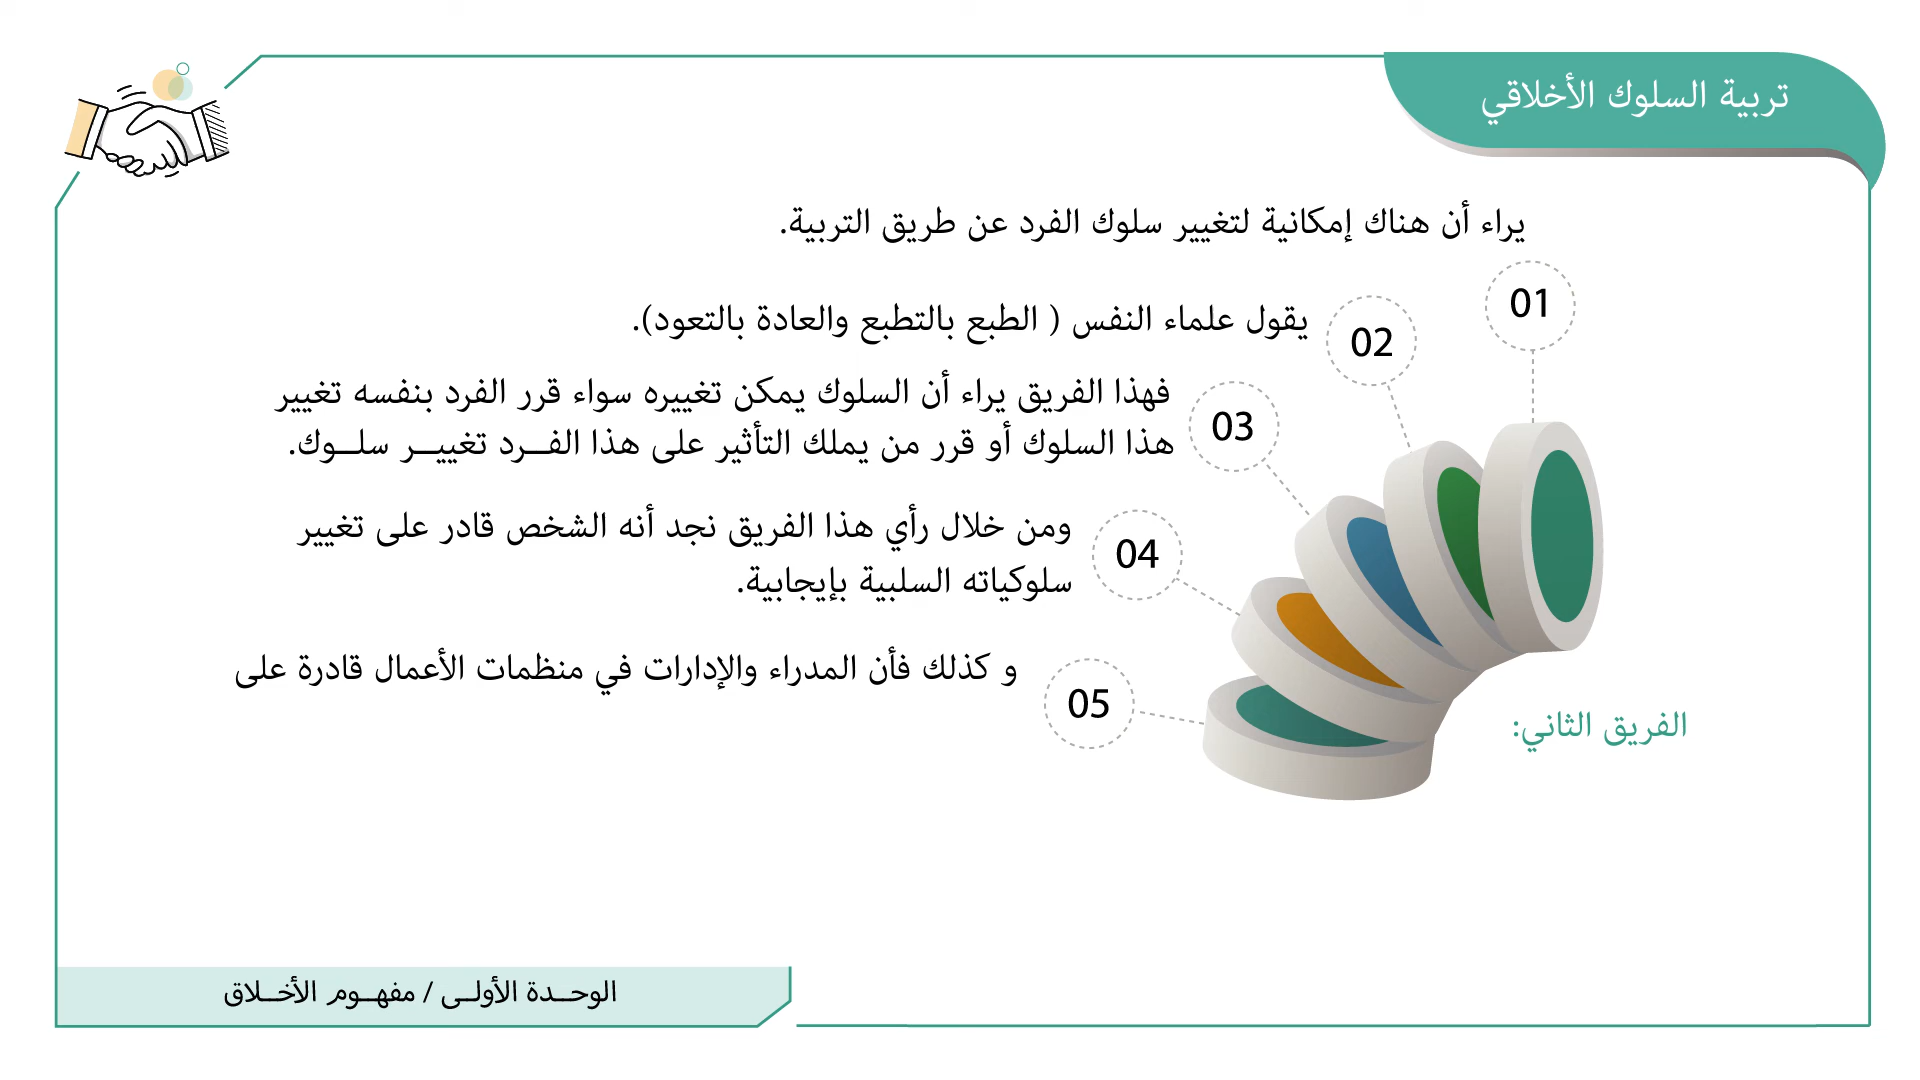 تربية السلوك الأخلاقي
يراء أن هناك إمكانية لتغيير سلوك الفرد عن طريق التربية.
01
يقول علماء النفس ( الطبع بالتطبع والعادة بالتعود).
02
فهذا الفريق يراء أن السلوك يمكن تغييره سواء قرر الفرد بنفسه تغيير
هذا السلوك أو قرر من يملك التأثير على هذا الفــرد تغييــر سلــوك.
03
ومن خلال رأي هذا الفريق نجد أنه الشخص قادر على تغيير
سلوكياته السلبية بإيجابية.
04
و كذلك فأن المدراء والإدارات في منظمات الأعمال قادرة على
05
الفريق الثاني:
الوحــدة الأولــى / مفهــوم الأخــلاق